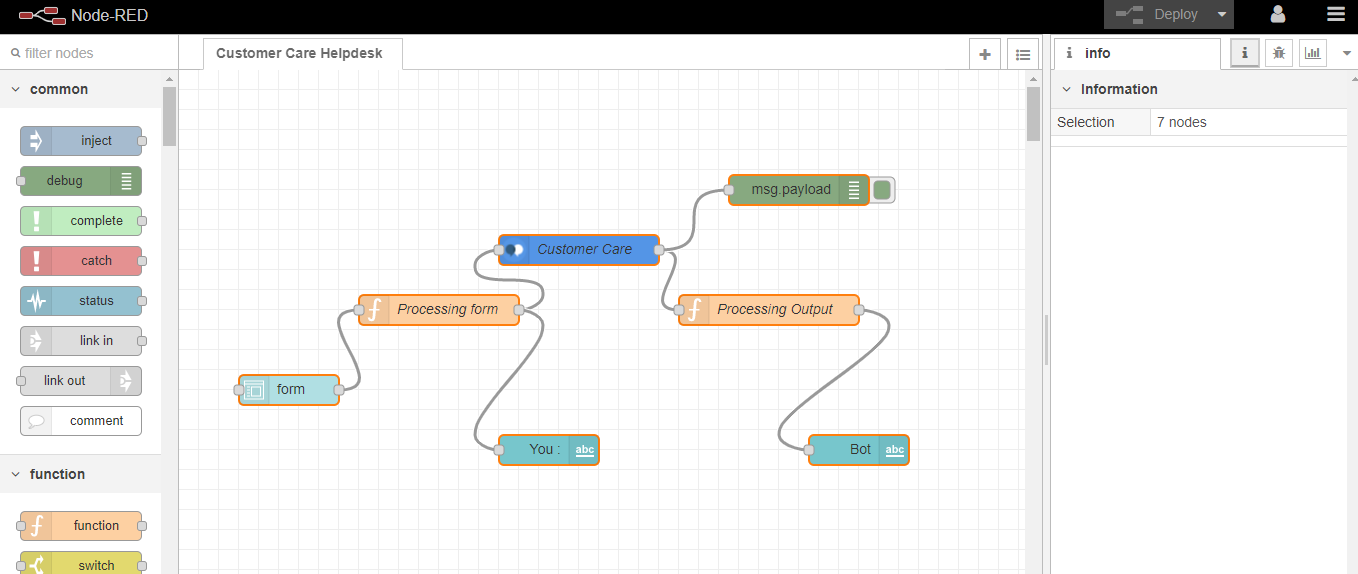 Node-RED
Deploy
filter nodes
Customer Care Helpdesk
i info
i
common
Information
Selection 7 nodes
inject
debug
complete
catch
status
link in
link out
comment
function
function
switch
msg.payload
Customer Care
Processing form
Processing Output
form
You : abc
Bot abc